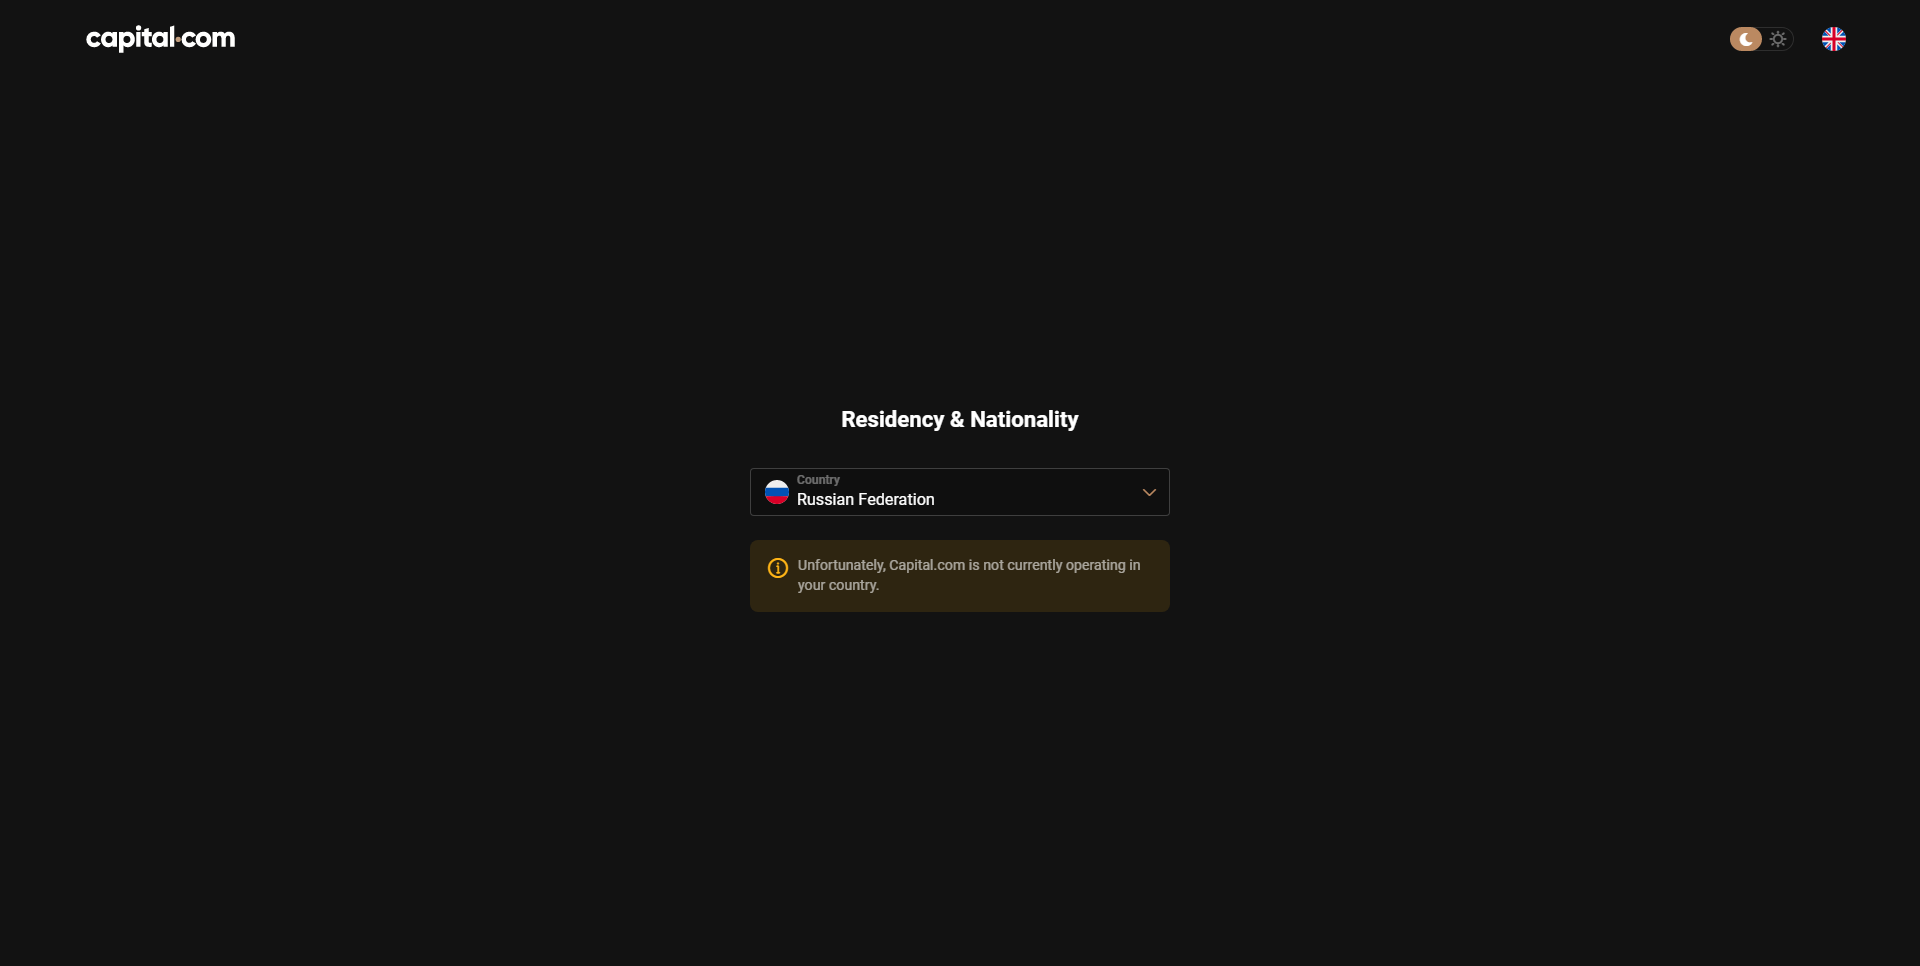 capital.com
Residency & Nationality
Country
Russian Federation
Unfortunately, Capital.com is not currently operating in
your country.